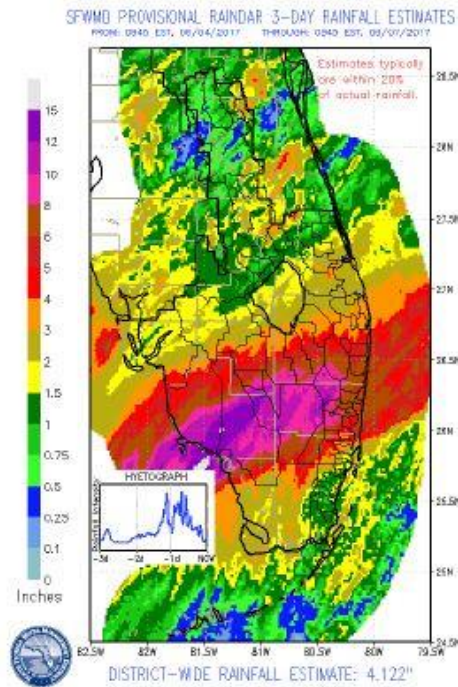 SFWMD PROVISIONAL RAINDAR 3-DAY RAINFALL ESTIMATES
FROM: 0945 EST, 06/04/2017 THROUGH: 0945 EST, 06/07/2017
Estimates typically
are within 20%
of actual rainfall.
15
12
10
8
6
5
4
3
2
1.5
1
0.75
0.5
0.25
0.1
0
Inches
28.5N
28N
27.5N
27N
26.5N
26N
25.5N
25N
24.5N
HYETOGRAPH
Rainfall Intensity
-3d -2d -1d NOW
82.5W 82W 81.5W 81W 80.5W 80W 79.5W
DISTRICT-WIDE RAINFALL ESTIMATE: 4.122"